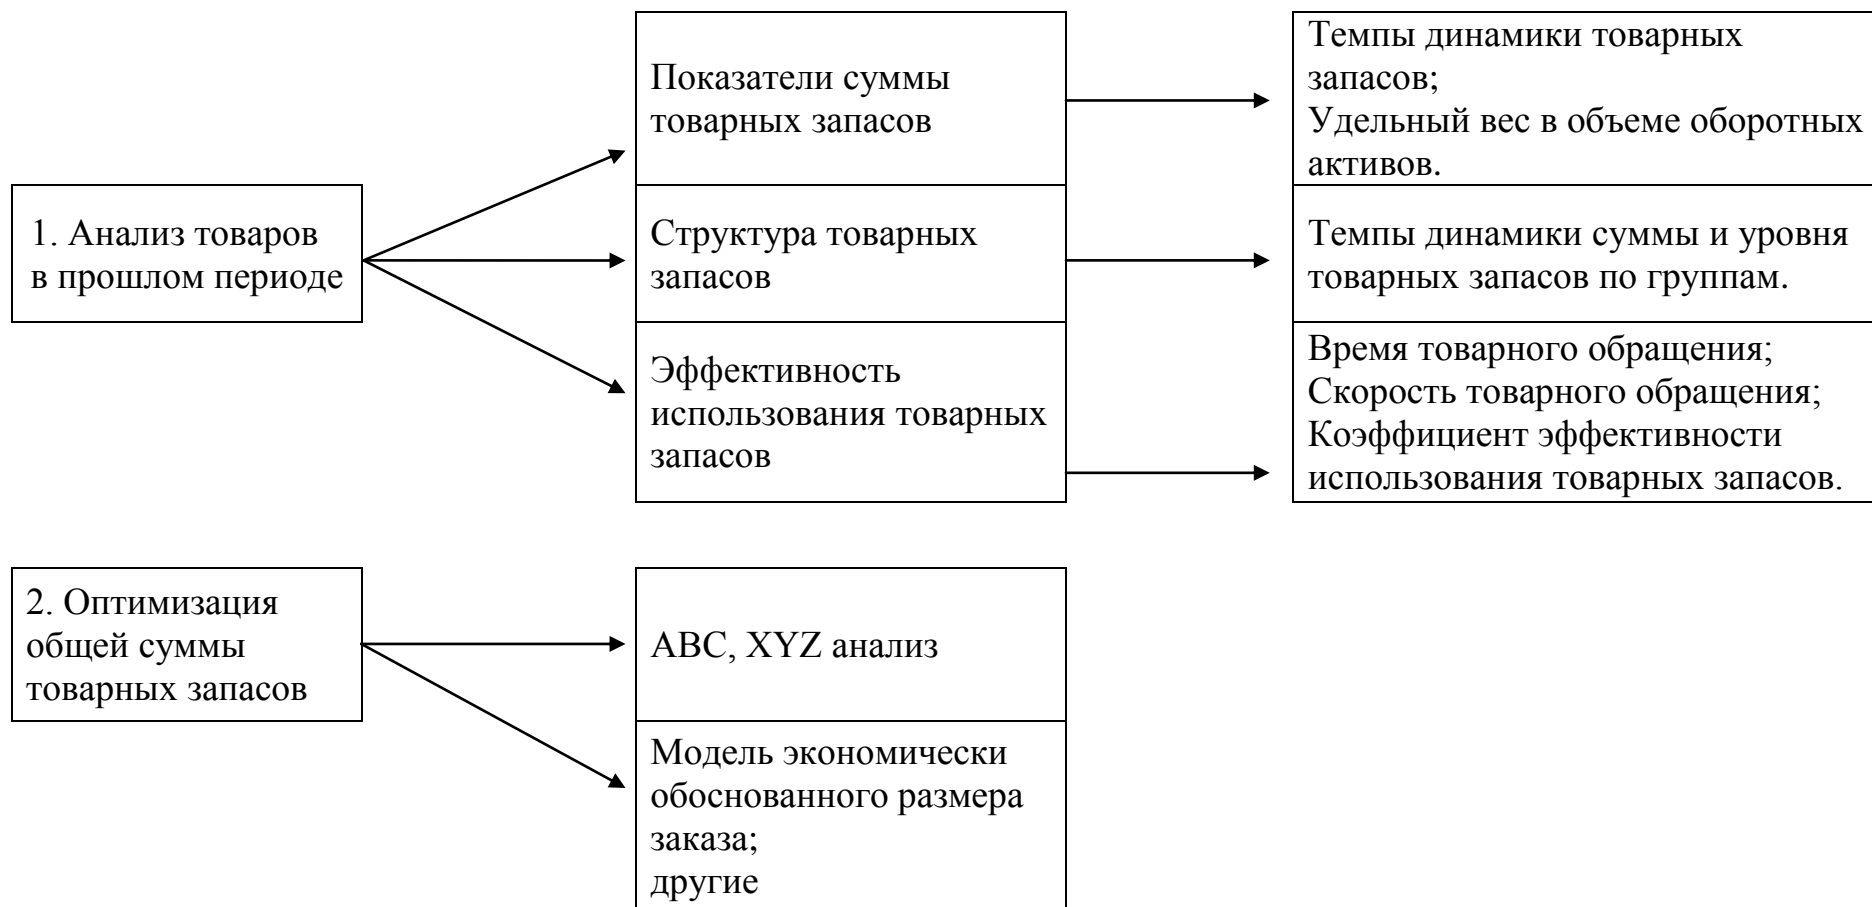 1. Анализ товаров
в прошлом периоде
Показатели суммы
товарных запасов
Темпы динамики товарных
запасов;
Удельный вес в объеме оборотных
активов.
Структура товарных
запасов
Темпы динамики суммы и уровня
товарных запасов по группам.
Эффективность
использования товарных
запасов
Время товарного обращения;
Скорость товарного обращения;
Коэффициент эффективности
использования товарных запасов.
2. Оптимизация
общей суммы
товарных запасов
ABC, XYZ анализ
Модель экономически
обоснованного размера
заказа;
другие